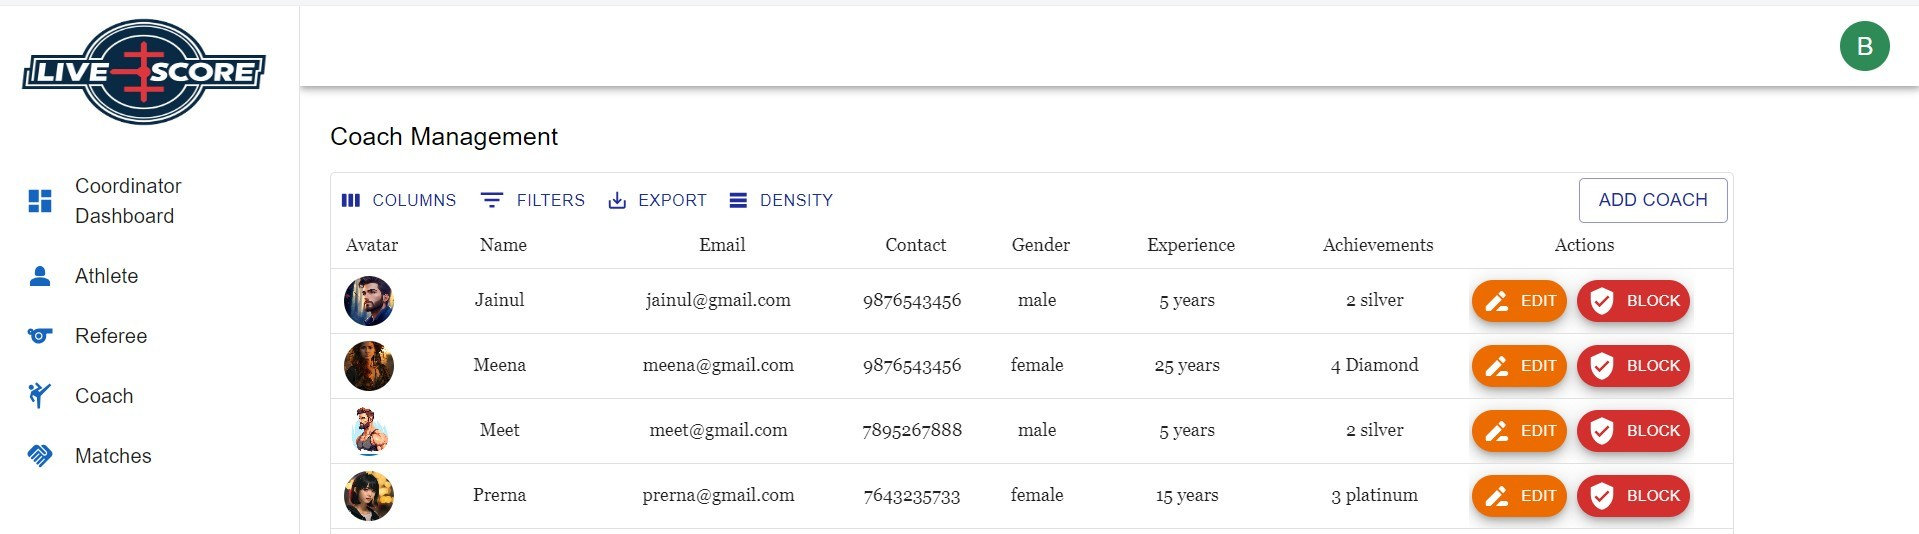 LIVE SCORE
B
Coordinator
Dashboard
Athlete
Referee
Coach
Matches
Coach Management
COLUMNS FILTERS EXPORT DENSITY ADD COACH
Avatar Name Email Contact Gender Experience Achievements Actions
Jainul jainul@gmail.com 9876543456 male 5 years 2 silver EDIT BLOCK
Meena meena@gmail.com 9876543456 female 25 years 4 Diamond EDIT BLOCK
Meet meet@gmail.com 7895267888 male 5 years 2 silver EDIT BLOCK
Prerna prerna@gmail.com 7643235733 female 15 years 3 platinum EDIT BLOCK